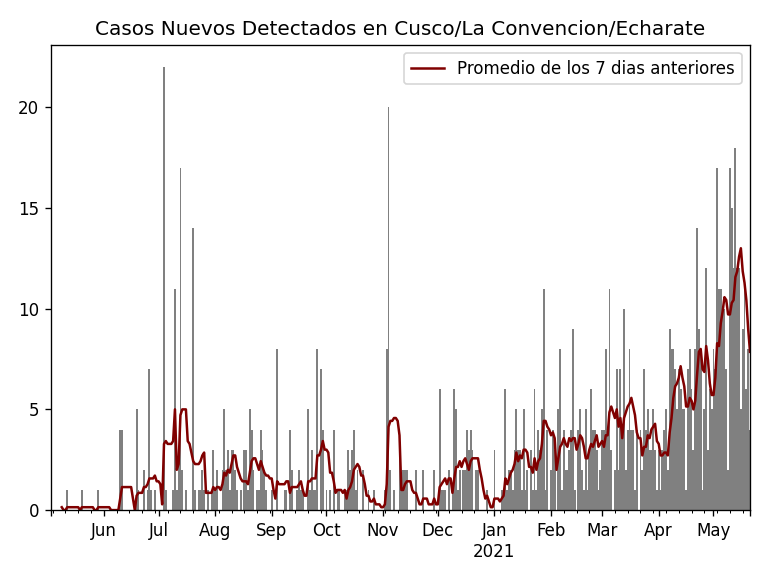 Casos Nuevos Detectados en Cusco/La Convencion/Echarate
Promedio de los 7 dias anteriores
20
15
10
5
0
Jun Jul Aug Sep Oct Nov Dec Jan Feb Mar Apr May
2021